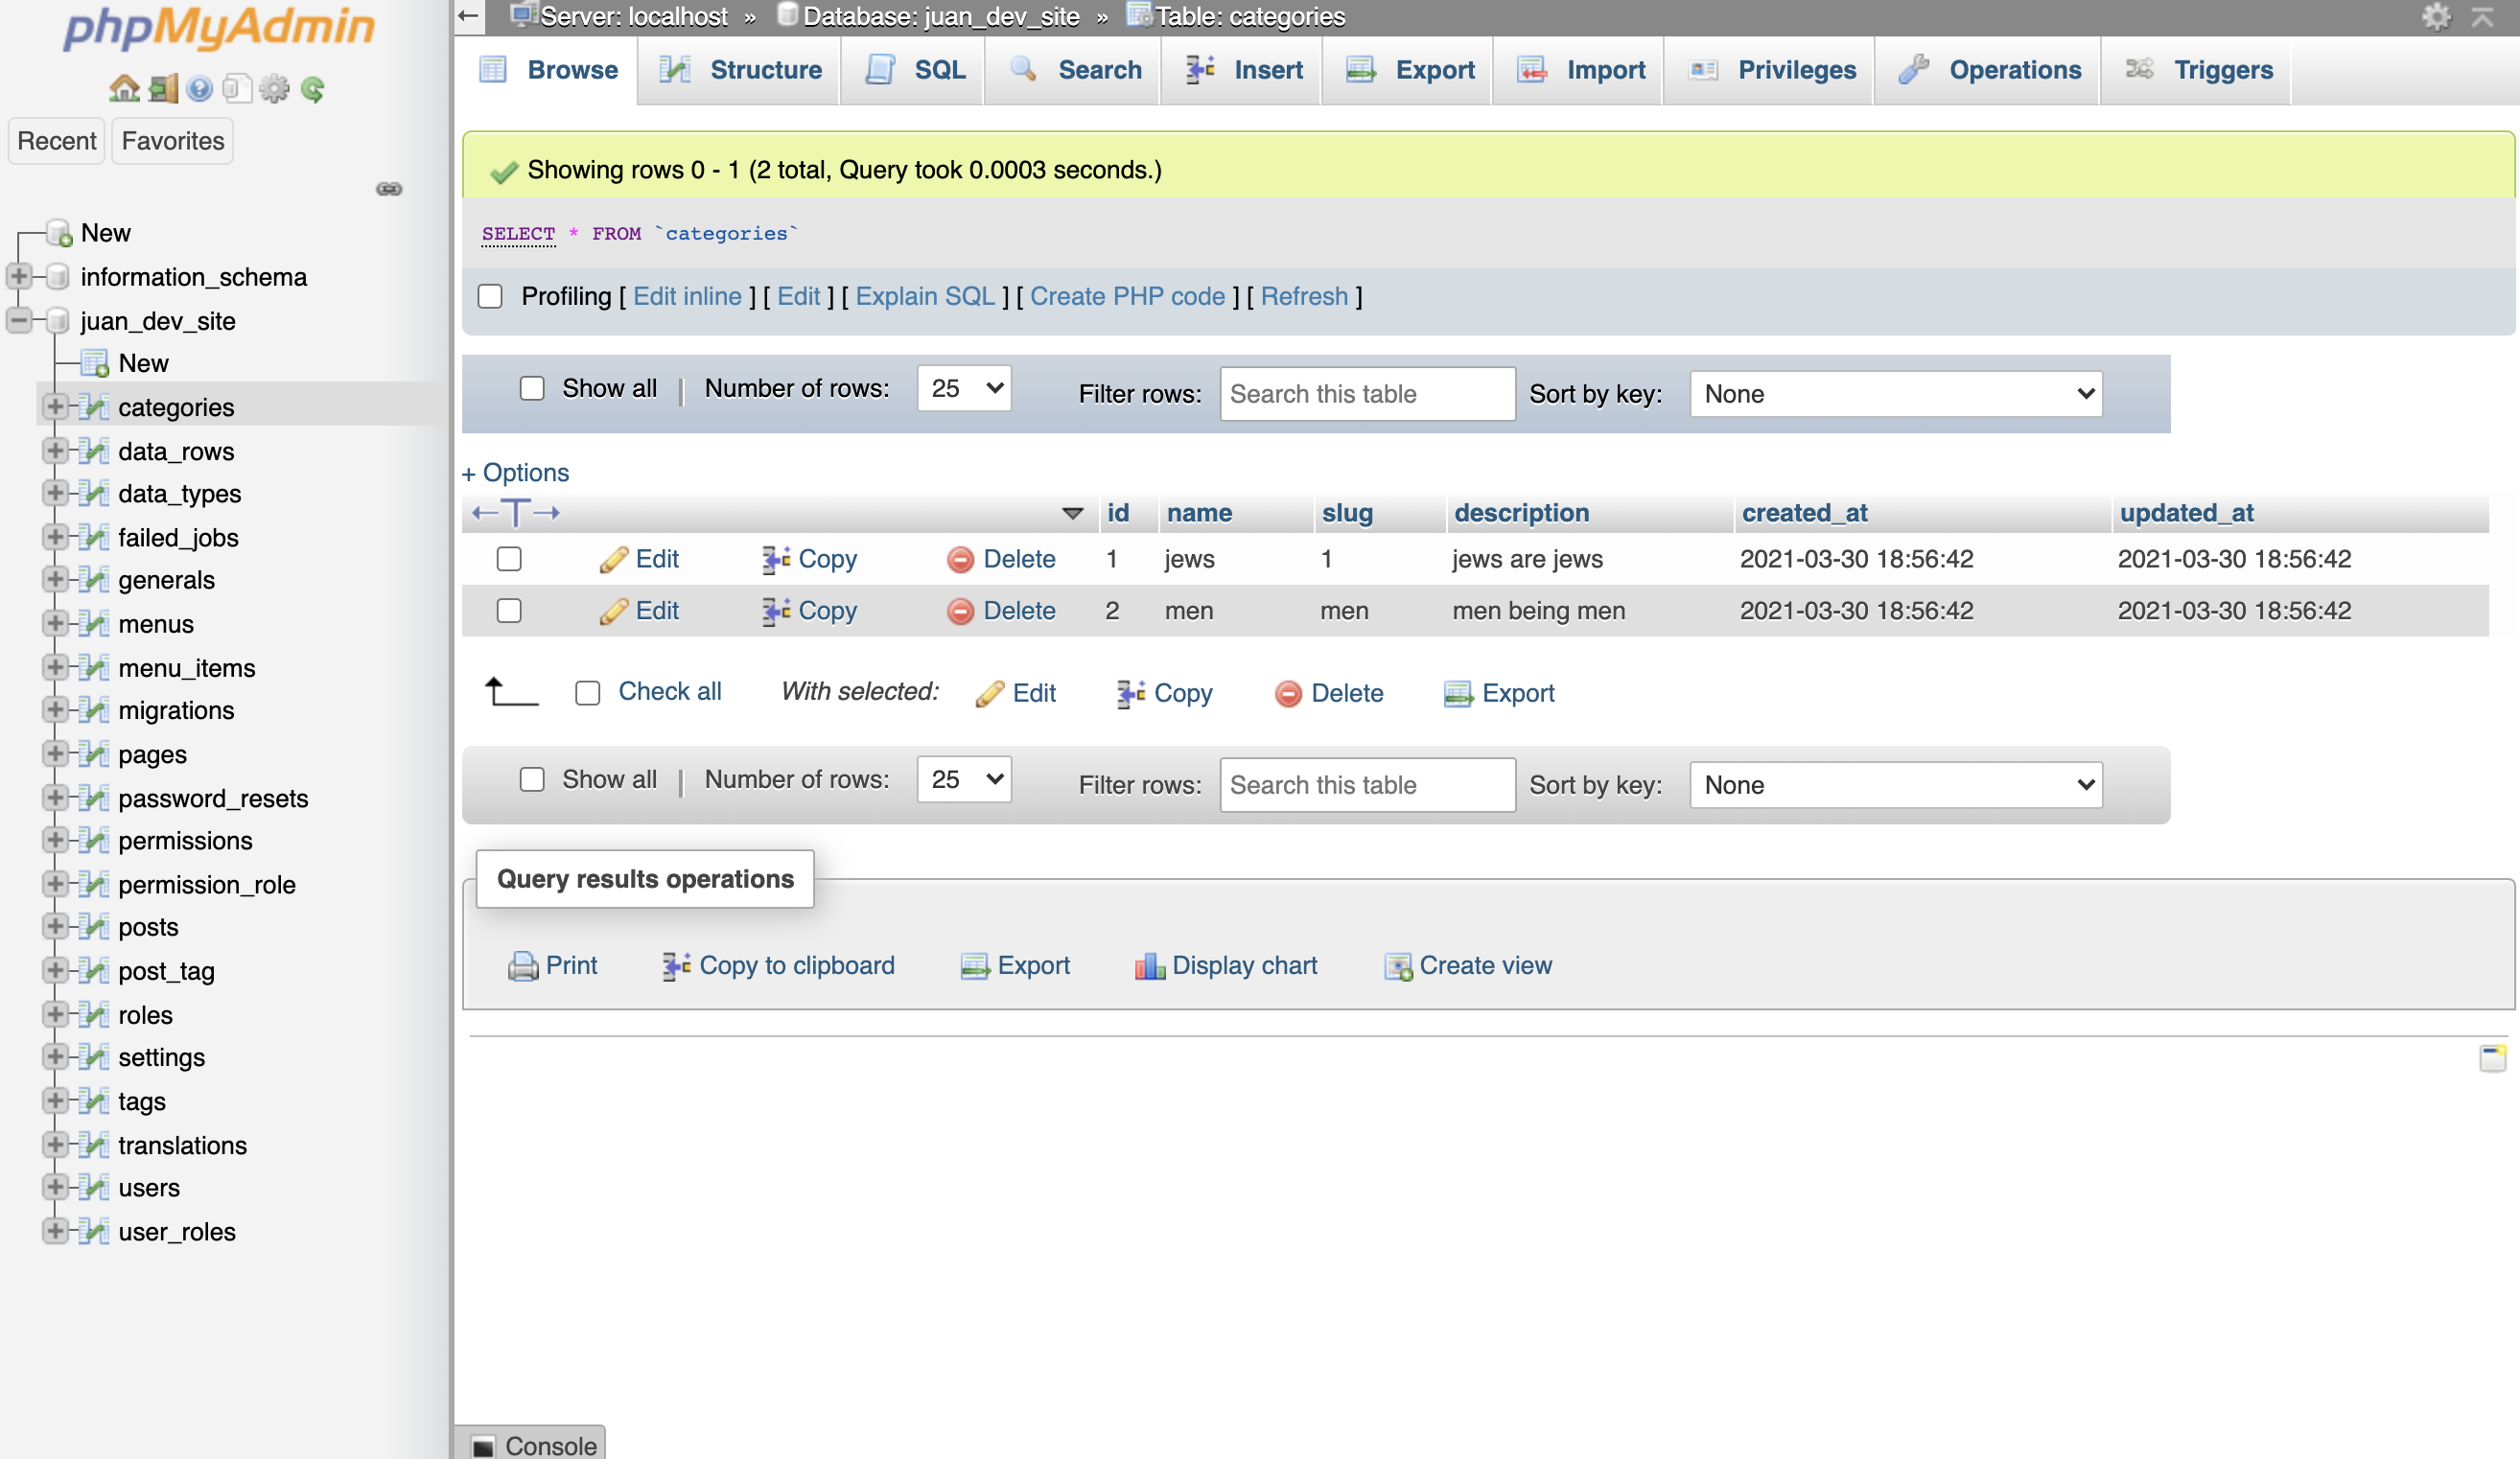 phpMyAdmin
Recent Favorites
New
information_schema
juan_dev_site
New
categories
data_rows
data_types
failed_jobs
generals
menus
menu_items
migrations
pages
password_resets
permissions
permission_role
posts
post_tag
roles
settings
tags
translations
users
user_roles
Server: localhost » Database: juan_dev_site » Table: categories
Browse Structure SQL Search Insert Export Import Privileges Operations Triggers
Showing rows 0 - 1 (2 total, Query took 0.0003 seconds.)
SELECT * FROM `categories`
Profiling [ Edit inline ] [ Edit ] [ Explain SQL ] [ Create PHP code ] [ Refresh ]
Show all | Number of rows: 25 Filter rows: Search this table Sort by key: None
+ Options
←T→ id name slug description created_at updated_at
Edit Copy Delete 1 jews 1 jews are jews 2021-03-30 18:56:42 2021-03-30 18:56:42
Edit Copy Delete 2 men men men being men 2021-03-30 18:56:42 2021-03-30 18:56:42
Check all With selected: Edit Copy Delete Export
Show all | Number of rows: 25 Filter rows: Search this table Sort by key: None
Query results operations
Print Copy to clipboard Export Display chart Create view
Console